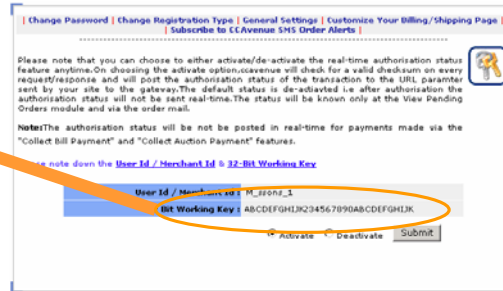 | Change Password | Change Registration Type | General Settings | Customize Your Billing/Shipping Page |
| Subscribe to CCAvenue SMS Order Alerts |
Please note that you can choose to either activate/de-activate the real-time authorisation status
feature anytime.On choosing the activate option,ccavenue will check for a valid checksum on every
request/response and will post the authorisation status of the transaction to the URL paramter
sent by your site to the gateway.The default status is de-actiavted i.e after authorisation the
authorisation status will not be sent real-time.The status will be known only at the View Pending
Orders module and via the order mail.
Note:The authorisation status will not be posted in real-time for payments made via the
"Collect Bill Payment" and "Collect Auction Payment" features.
note down the User Id / Merchant Id & 32-Bit Working Key
User Id / Merchant Id : M_ssons_1
Bit Working Key : ABCDEFGHIJK234567890ABCDEFGHIJK
Activate Deactivate Submit